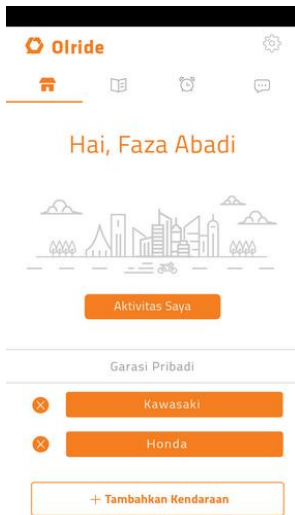 Olride
Hai, Faza Abadi
Aktivitas Saya
Garasi Pribadi
Kawasaki
Honda
+ Tambahkan Kendaraan